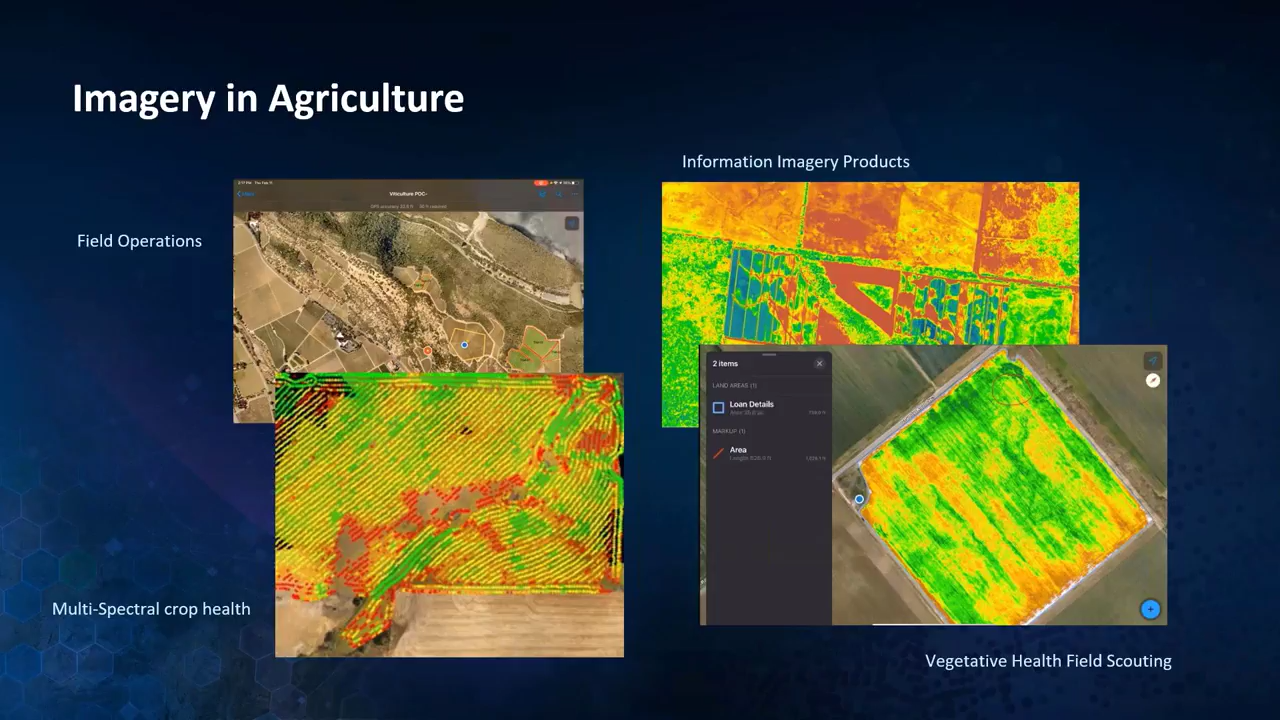 Imagery in Agriculture
Information Imagery Products
Field Operations
Viticulture POC-
2 items
LAND AREAS (1)
Loan Details
MARKUP (1)
Area
Multi-Spectral crop health
Vegetative Health Field Scouting